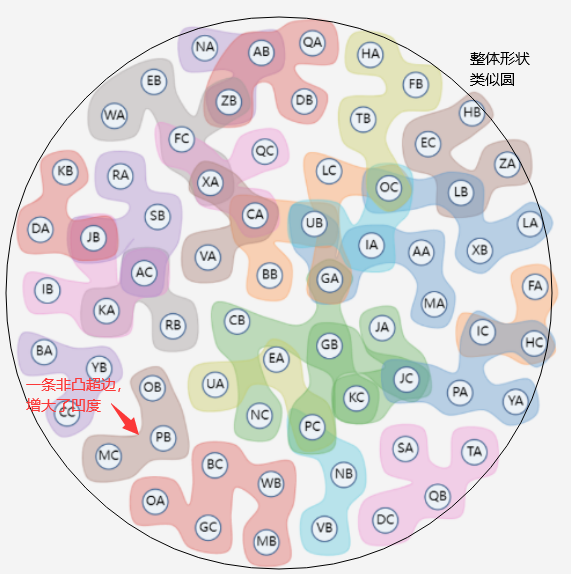 NA
AB
QA
HA
整体形状
类似圆
EB
FB
ZB
DB
WA
TB
HB
FC
EC
QC
ZA
KB
RA
XA
LC
OC
LB
DA
SB
CA
UB
LA
JB
IA
AA
XB
VA
AC
BB
GA
IB
FA
KA
MA
RB
CB
JA
IC
HC
BA
GB
YB
EA
一条非凸超边，
增大了凹度
OB
UA
JC
PA
YA
CC
NC
KC
PC
PB
MC
SA
TA
BC
NB
WB
OA
QB
GC
VB
DC
MB